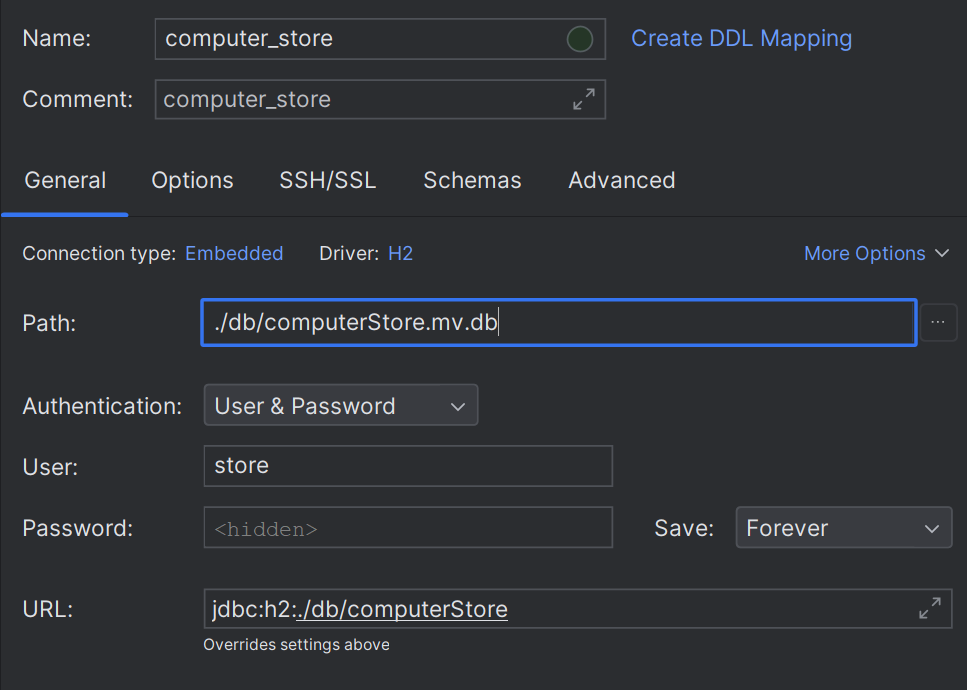 Name: computer_store Create DDL Mapping
Comment: computer_store
General Options SSH/SSL Schemas Advanced
Connection type: Embedded Driver: H2 More Options
Path: ./db/computerStore.mv.db ...
Authentication: User & Password
User: store
Password: <hidden> Save: Forever
URL: jdbc:h2:./db/computerStore
Overrides settings above